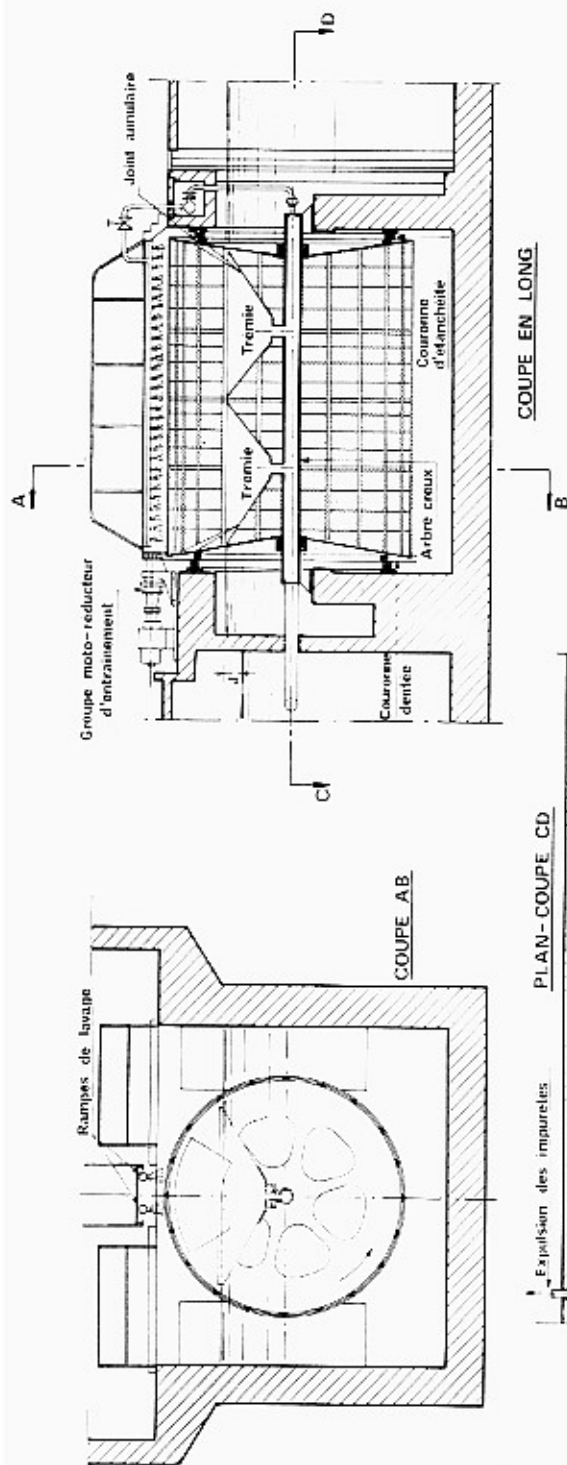 A
Groupe moto-reducteur
d'entrainement
Joint annulaire
Tremie
Tremie
C
D
Arbre creux
Couronne
d'etanchéite
Couronne
dentee
B
COUPE EN LONG
Rampes de lavage
COUPE AB
PLAN-COUPE CD
Expulsion des impuretes